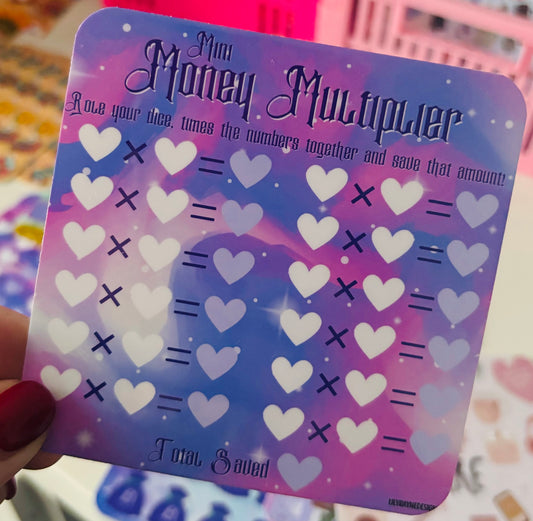 Mini
Money Multiplier
Role your dice, times the numbers together and save that amount!
× = × =
× = × =
× = × =
× = × =
× = × =
× = × =
Total Saved